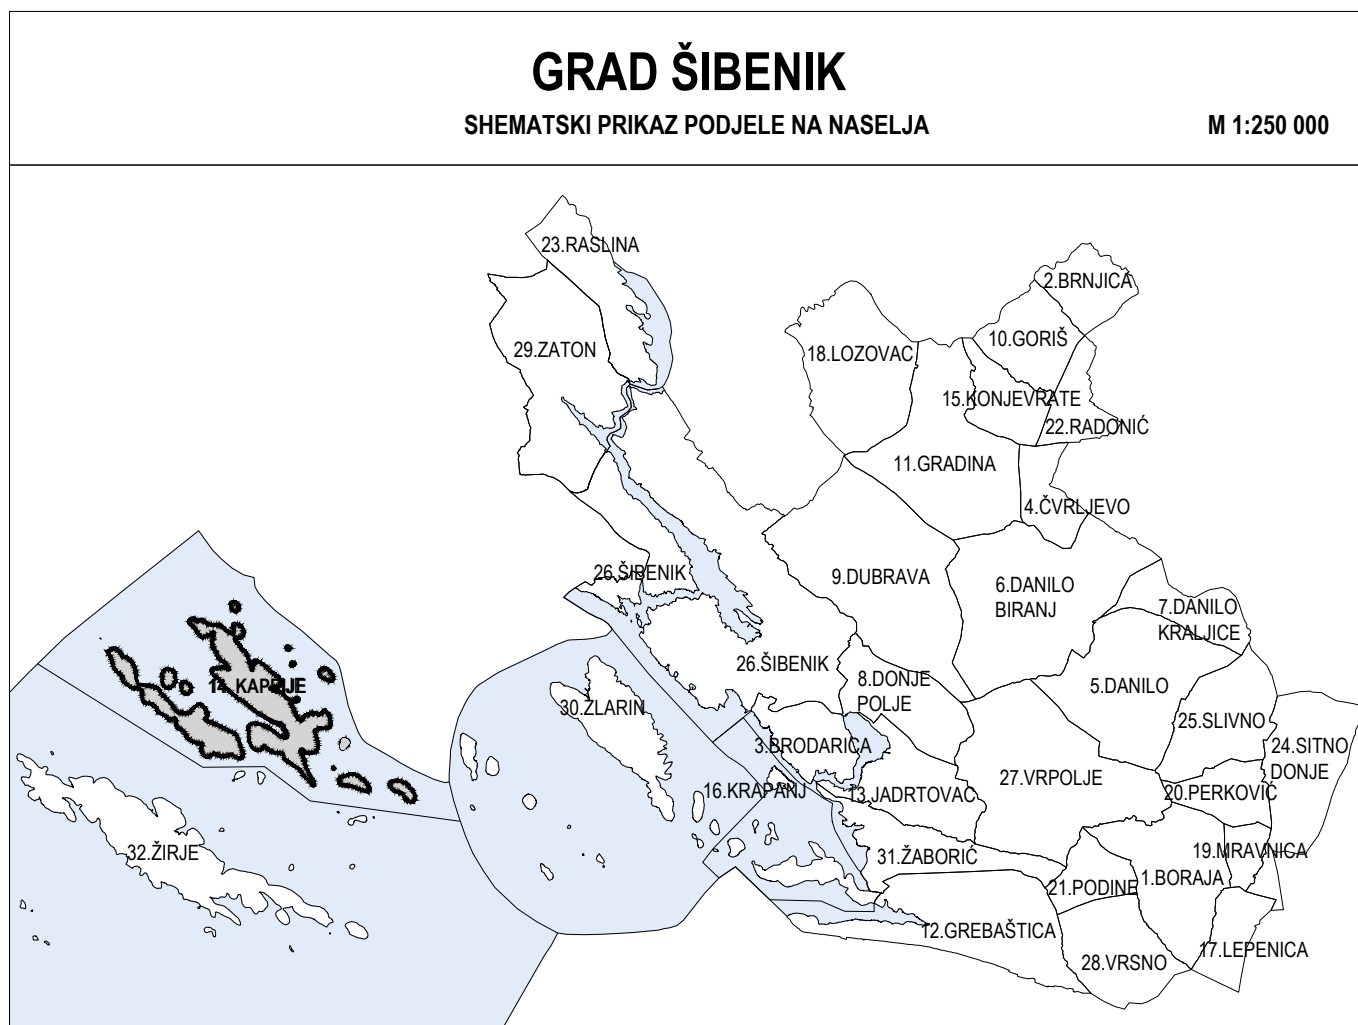 GRAD ŠIBENIK
SHEMATSKI PRIKAZ PODJELE NA NASELJA
M 1:250 000
23.RASLINA
2.BRNJICA
10.GORIŠ
29.ZATON
18.LOZOVAC
15.KONJEVRATE
22.RADONIĆ
11.GRADINA
4.ČVRLJEVO
26.ŠIBENIK
9.DUBRAVA
6.DANILO
BIRANJ
7.DANILO
KRALJICE
26.ŠIBENIK
8.DONJE
POLJE
5.DANILO
14. KAPRIJE
30.ZLARIN
25.SLIVNO
3.BRODARICA
24.SITNO
DONJE
27.VRPOLJE
16.KRAPANJ
13.JADRTOVAC
20.PERKOVIĆ
32.ŽIRJE
31.ŽABORIĆ
19.MRAVNICA
21.PODINE
1.BORAJA
12.GREBAŠTICA
17.LEPENICA
28.VRSNO